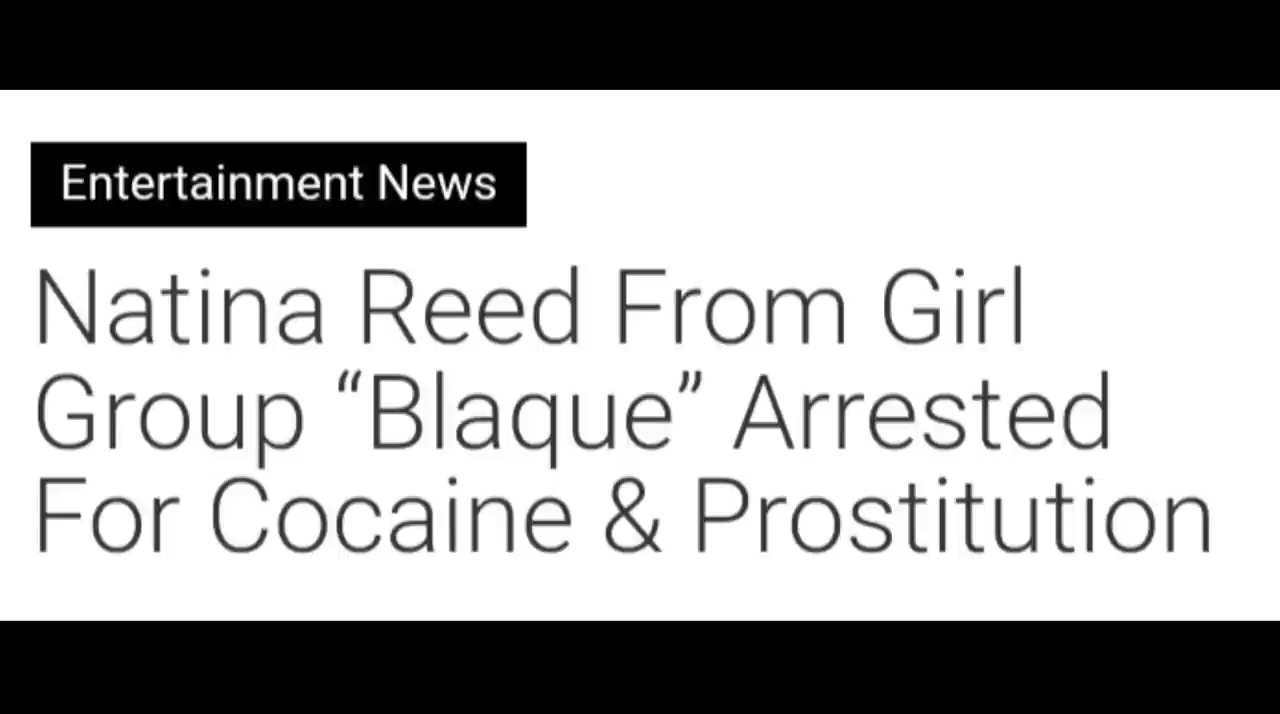 Entertainment News
Natina Reed From Girl
Group “Blaque” Arrested
For Cocaine & Prostitution